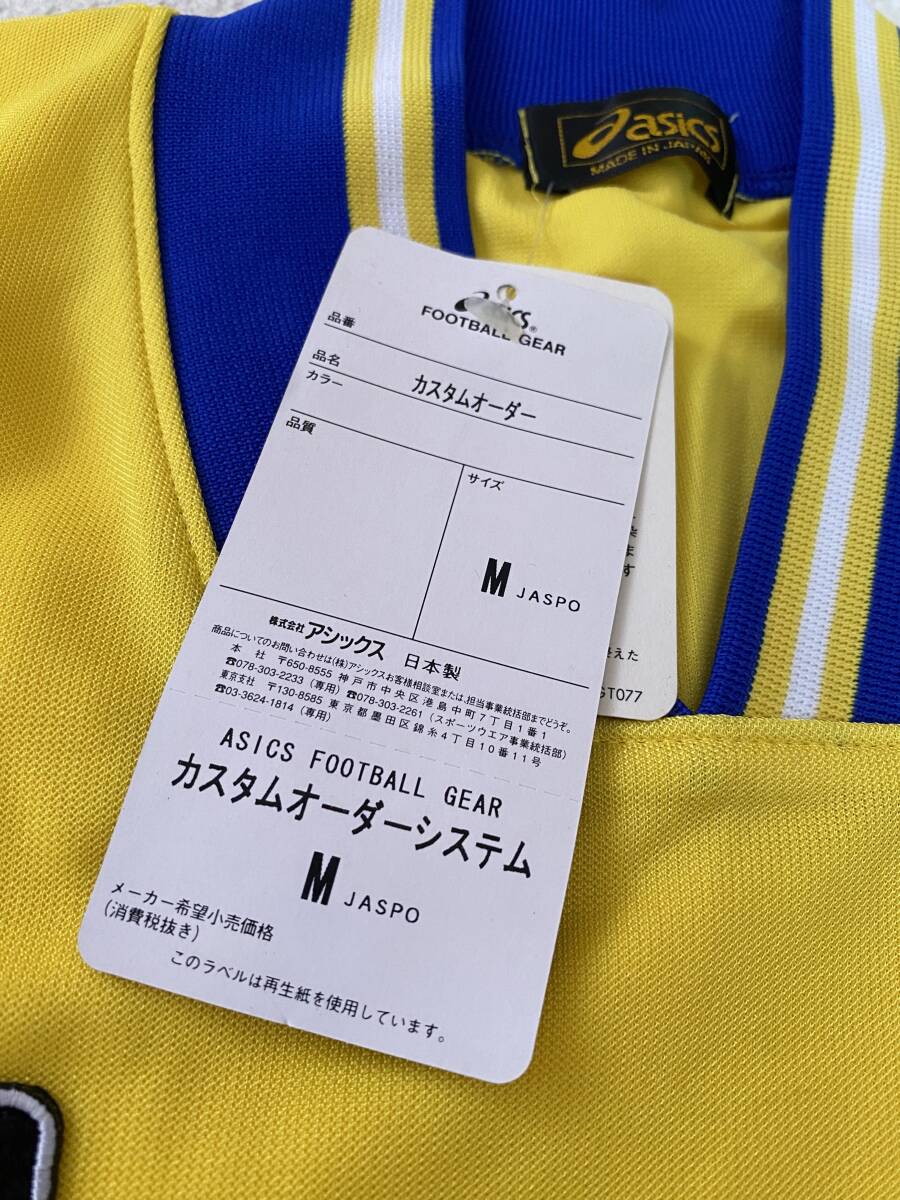 asics
MADE IN JAPAN
asics®
FOOTBALL GEAR
品番
品名 カスタムオーダー
カラー
品質
サイズ
M JASPO
株式会社 アシックス 日本製
商品についてのお問い合わせは(株)アシックスお客様相談室または、担当事業統括部までどうぞ。
本 社 〒650-8555 神戸市中央区港島中町7丁目1番1
☎078-303-2233(専用)☎078-303-2261(スポーツウエア事業統括部)
東京支社 〒130-8585 東京都墨田区錦糸4丁目10番11号
☎03-3624-1814(専用)
ASICS FOOTBALL GEAR
カスタムオーダーシステム
M JASPO
メーカー希望小売価格
(消費税抜き)
このラベルは再生紙を使用しています。
ま
す
えた
GT077